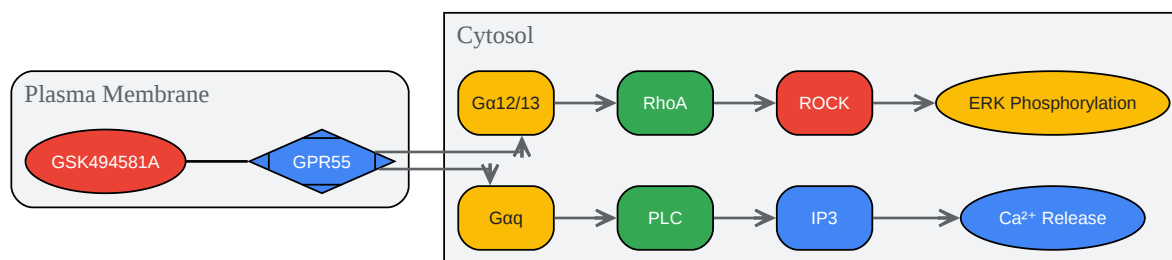 Cytosol
Plasma Membrane
Gα12/13
RhoA
ROCK
ERK Phosphorylation
GSK494581A
GPR55
Gαq
PLC
IP3
Ca²⁺ Release